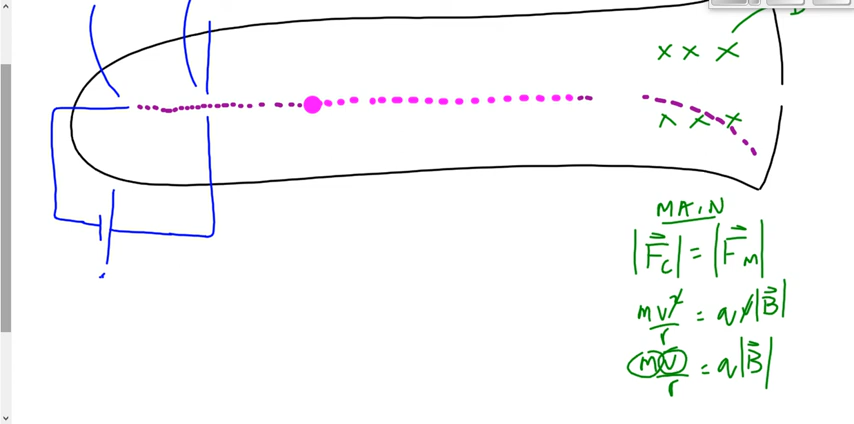 x x x
x x x
MAIN
|F⃗c| = |F⃗M|
mv²/r = qv|B⃗|
mv/r = q|B⃗|